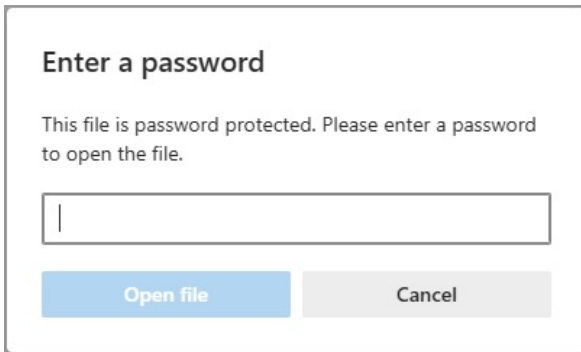 Enter a password
This file is password protected. Please enter a password
to open the file.
Open file
Cancel